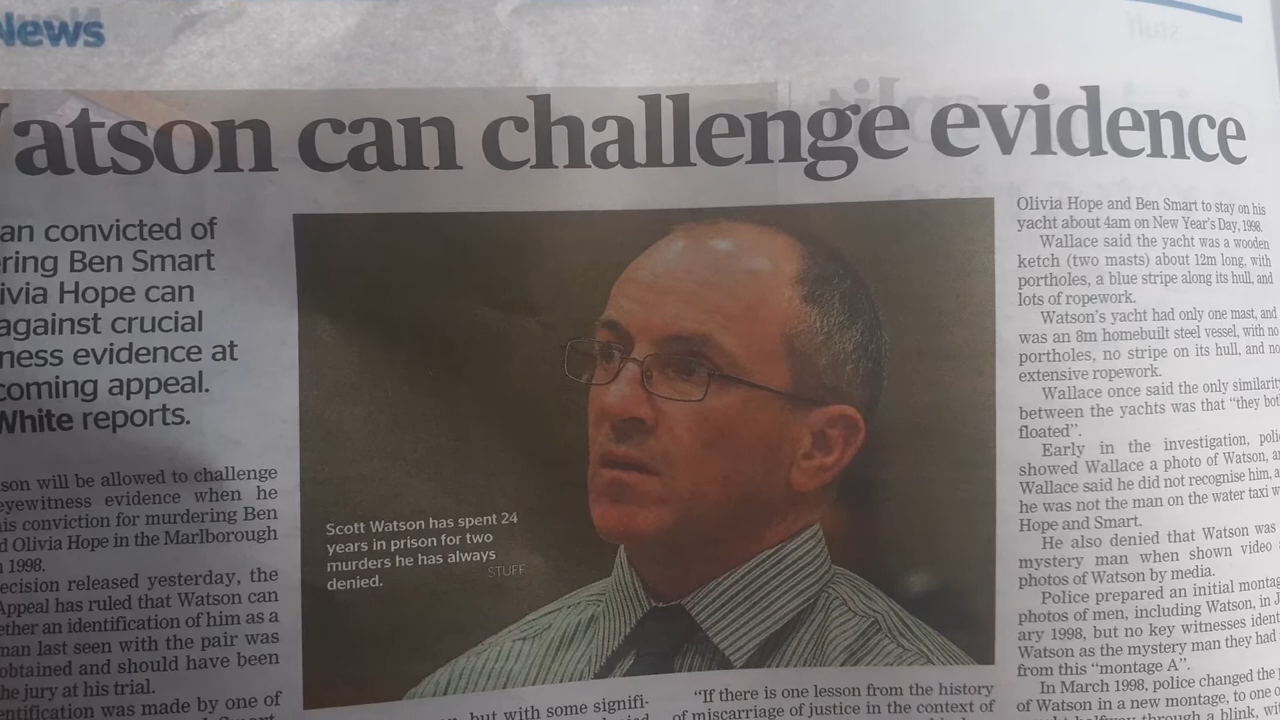 News
Watson can challenge evidence
an convicted of
ring Ben Smart
ivia Hope can
against crucial
ness evidence at
coming appeal.
White reports.
son will be allowed to challenge
eyewitness evidence when he
is conviction for murdering Ben
d Olivia Hope in the Marlborough
1998.
ecision released yesterday, the
Appeal has ruled that Watson can
ether an identification of him as a
man last seen with the pair was
obtained and should have been
he jury at his trial.
entification was made by one of
Scott Watson has spent 24
years in prison for two
murders he has always
denied.
STUFF
but with some signifi-
"If there is one lesson from the history
of miscarriage of justice in the context of
Olivia Hope and Ben Smart to stay on his
yacht about 4am on New Year's Day, 1998.
Wallace said the yacht was a wooden
ketch (two masts) about 12m long, with
portholes, a blue stripe along its hull, and
lots of ropework.
Watson's yacht had only one mast, and
was an 8m homebuilt steel vessel, with no
portholes, no stripe on its hull, and no
extensive ropework.
Wallace once said the only similarit
between the yachts was that "they bot
floated".
Early in the investigation, poli
showed Wallace a photo of Watson, a
Wallace said he did not recognise him, a
he was not the man on the water taxi w
Hope and Smart.
He also denied that Watson was
mystery man when shown video
photos of Watson by media.
Police prepared an initial montag
photos of men, including Watson, in J
ary 1998, but no key witnesses ident
Watson as the mystery man they had
from this "montage A".
In March 1998, police changed the
of Watson in a new montage, to one o
halfway through blink, wi